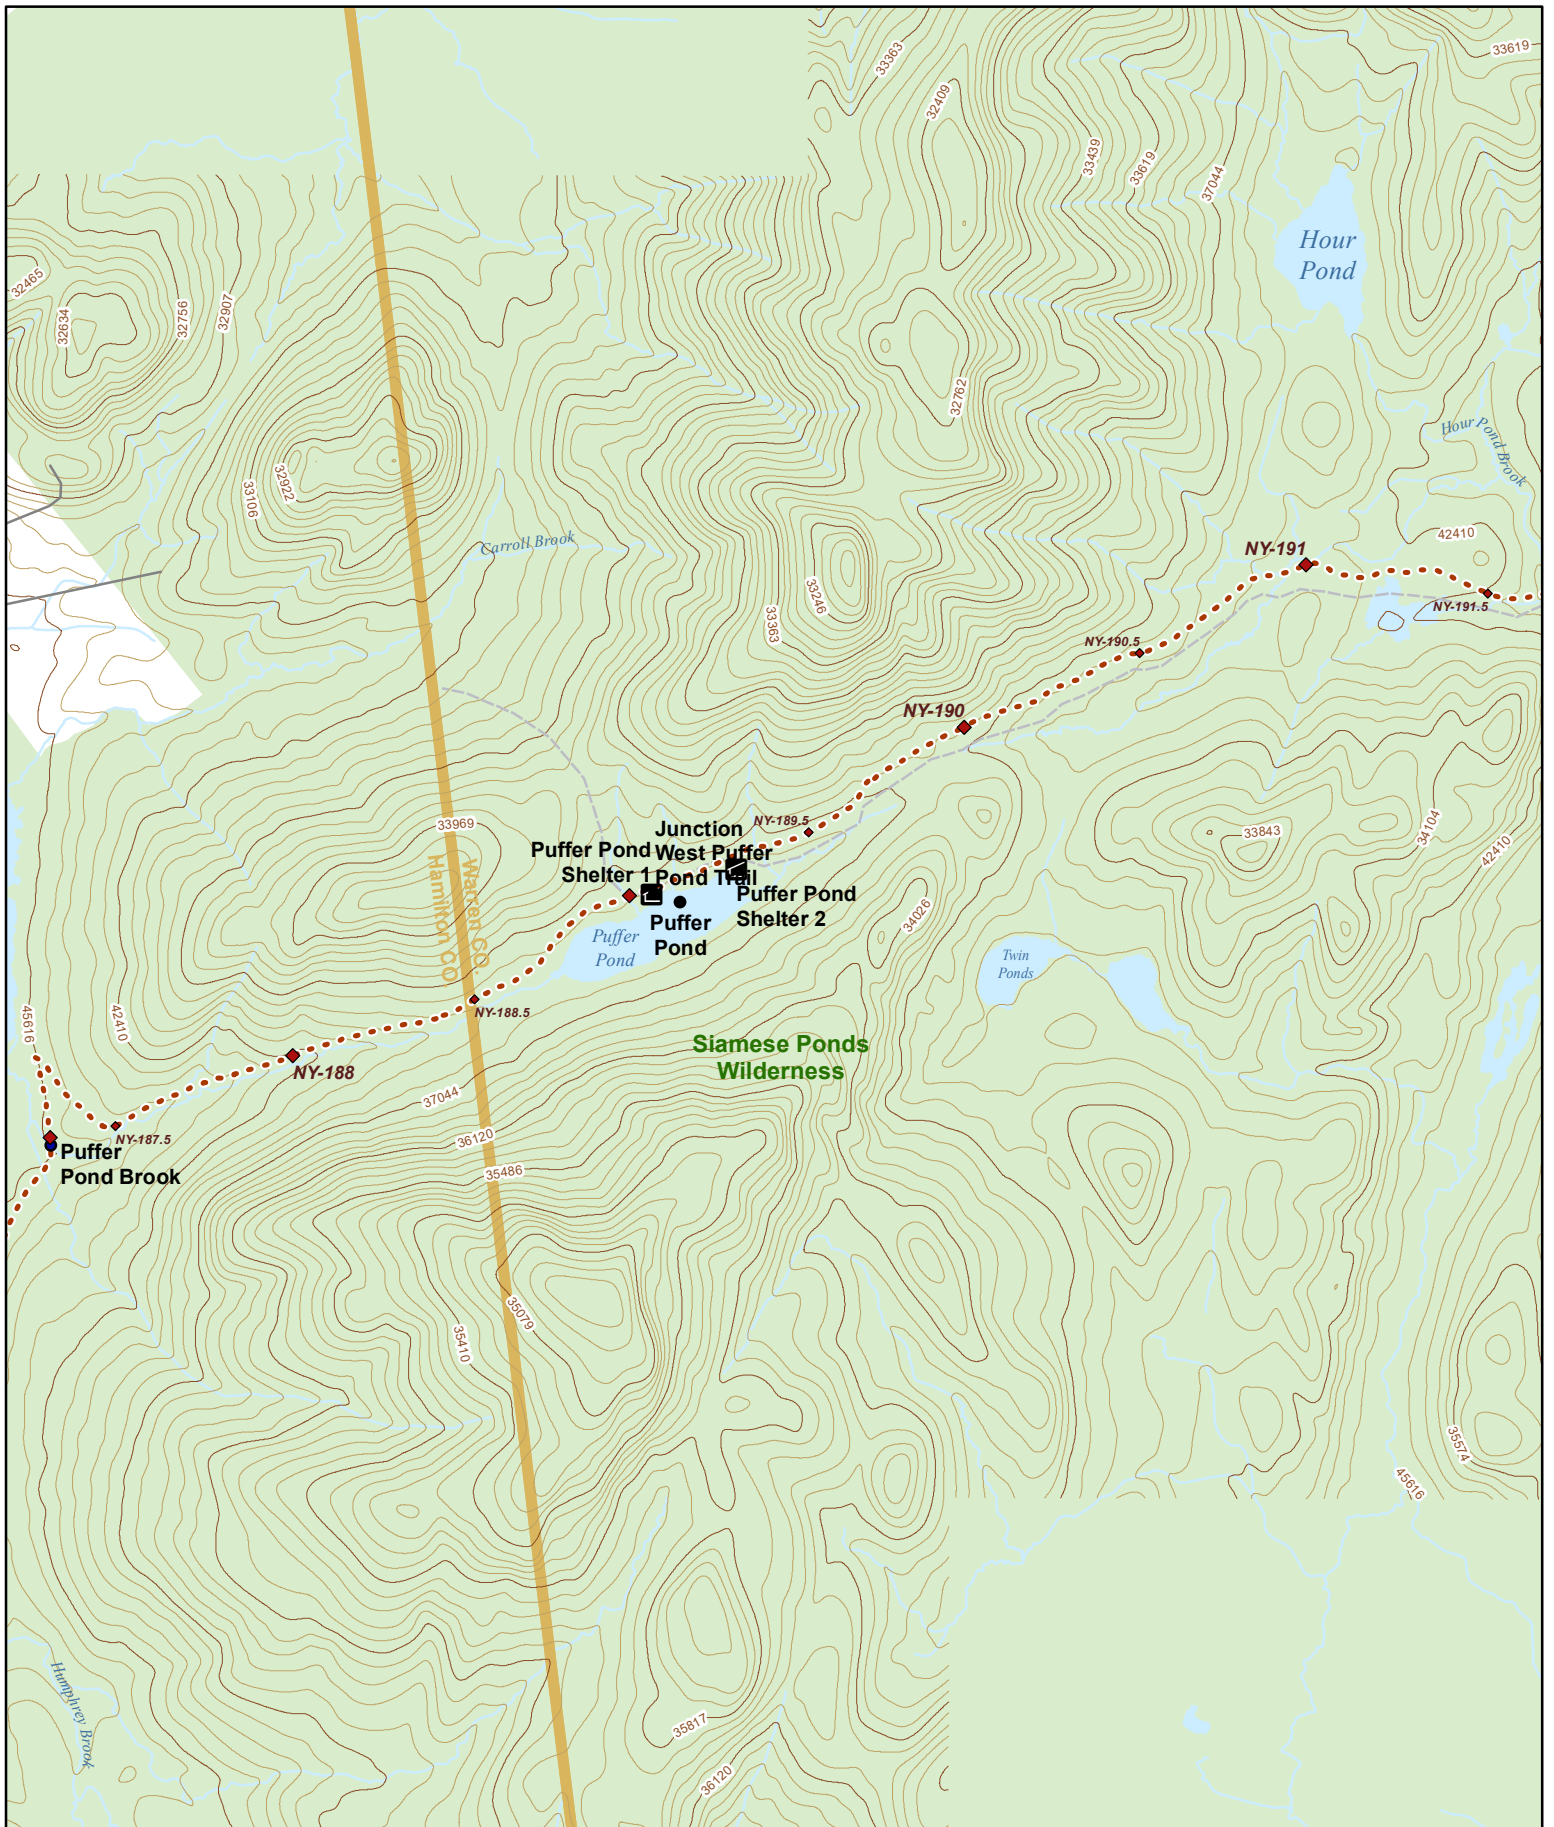 33363
33619
32409
33439
33619
37044
Hour
Pond
32465
32634
32756
32907
32762
Hour Pond Brook
32922
33106
Carroll Brook
42410
NY-191
33246
33363
NY-191.5
NY-190.5
NY-190
33969
NY-189.5
34104
33843
42410
Junction
West Puffer
Pond Trail
Puffer Pond
Shelter 1
Warren CO.
Hamilton CO.
Puffer Pond
Shelter 2
Puffer
Pond
Puffer
Pond
34026
Twin
Ponds
45616
42410
NY-188.5
Siamese Ponds
Wilderness
NY-188
37044
NY-187.5
36120
Puffer
Pond Brook
35486
35079
35410
35574
45616
Humphrey Brook
35817
36120